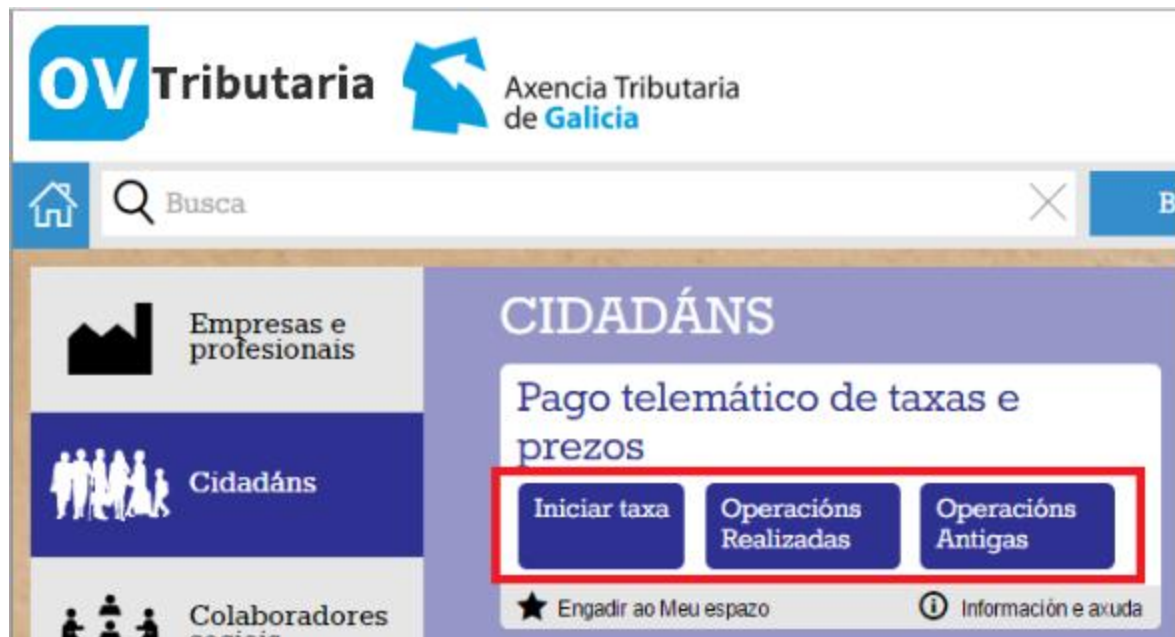 OV Tributaria
Axencia Tributaria
de Galicia
Busca
B
Empresas e
profesionais
Cidadáns
Colaboradores
sociais
CIDADÁNS
Pago telemático de taxas e
prezos
Iniciar taxa
Operacións
Realizadas
Operacións
Antigas
Engadir ao Meu espazo
Información e axuda